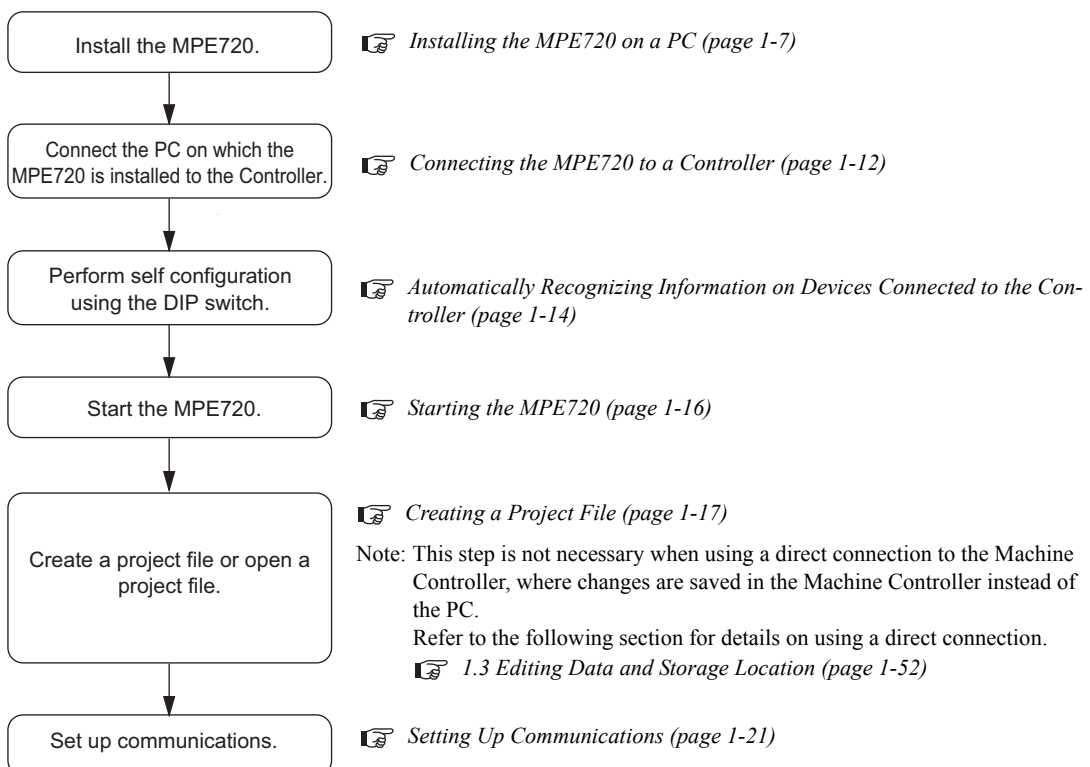 Install the MPE720.
Installing the MPE720 on a PC (page 1-7)
Connect the PC on which the
MPE720 is installed to the Controller.
Connecting the MPE720 to a Controller (page 1-12)
Perform self configuration
using the DIP switch.
Automatically Recognizing Information on Devices Connected to the Con-
troller (page 1-14)
Start the MPE720.
Starting the MPE720 (page 1-16)
Create a project file or open a
project file.
Creating a Project File (page 1-17)
Note: This step is not necessary when using a direct connection to the Machine
Controller, where changes are saved in the Machine Controller instead of
the PC.
Refer to the following section for details on using a direct connection.
1.3 Editing Data and Storage Location (page 1-52)
Set up communications.
Setting Up Communications (page 1-21)